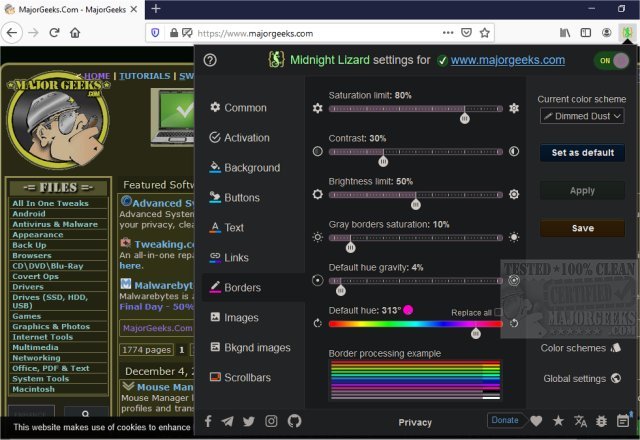 MajorGeeks.Com - MajorGeeks
https://www.majorgeeks.com
Midnight Lizard settings for www.majorgeeks.com
ON
HOME | TUTORIALS | SW
MAJOR GEEKS
.COM
-= FILES =-
All In One Tweaks
Android
Antivirus & Malware
Appearance
Back Up
Browsers
CD\DVD\Blu-Ray
Covert Ops
Drivers
Drives (SSD, HDD,
USB)
Games
Graphics & Photos
Internet Tools
Multimedia
Networking
Office, PDF & Text
System Tools
Macintosh
Featured Softw
Advanced Syste
Advanced System
your privacy, clea
Tweaking.co
An all-in-one repa
here.
Malwarebyte
Malwarebytes is a
Final Day - 50%
MajorGeeks.Com
1774 pages 1
December 4, 2
Mouse Manag
Mouse Manager l
profiles and trans
This website makes use of cookies to enhance
Common
Activation
Background
Buttons
Text
Links
Borders
Images
Bkgnd images
Scrollbars
Saturation limit: 80%
Contrast: 30%
Brightness limit: 50%
Gray borders saturation: 10%
Default hue gravity: 4%
Default hue: 313°
Replace all
Border processing example
Current color scheme
Dimmed Dust
Set as default
Apply
Save
TESTED ★ 100% CLEAN
CERTIFIED
MAJORGEEKS
.COM
Color schemes
Global settings
Privacy
Donate